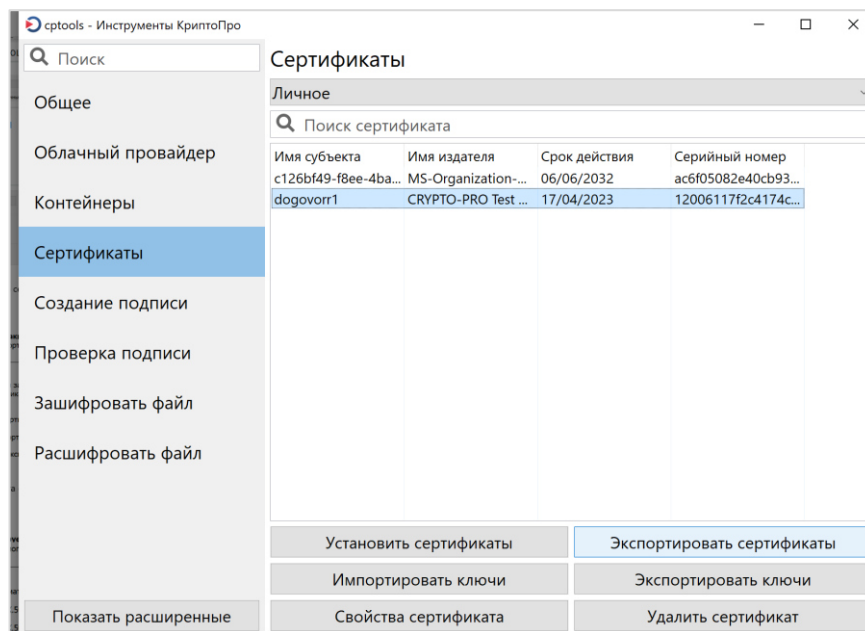 cptools - Инструменты КриптоПро
Поиск
Общее
Облачный провайдер
Контейнеры
Сертификаты
Создание подписи
Проверка подписи
Зашифровать файл
Расшифровать файл
Показать расширенные
Сертификаты
Личное
Поиск сертификата
Имя субъекта Имя издателя Срок действия Серийный номер
c126bf49-f8ee-4ba... MS-Organization-... 06/06/2032 ac6f05082e40cb93...
dogovorr1 CRYPTO-PRO Test ... 17/04/2023 12006117f2c4174c...
Установить сертификаты Экспортировать сертификаты
Импортировать ключи Экспортировать ключи
Свойства сертификата Удалить сертификат